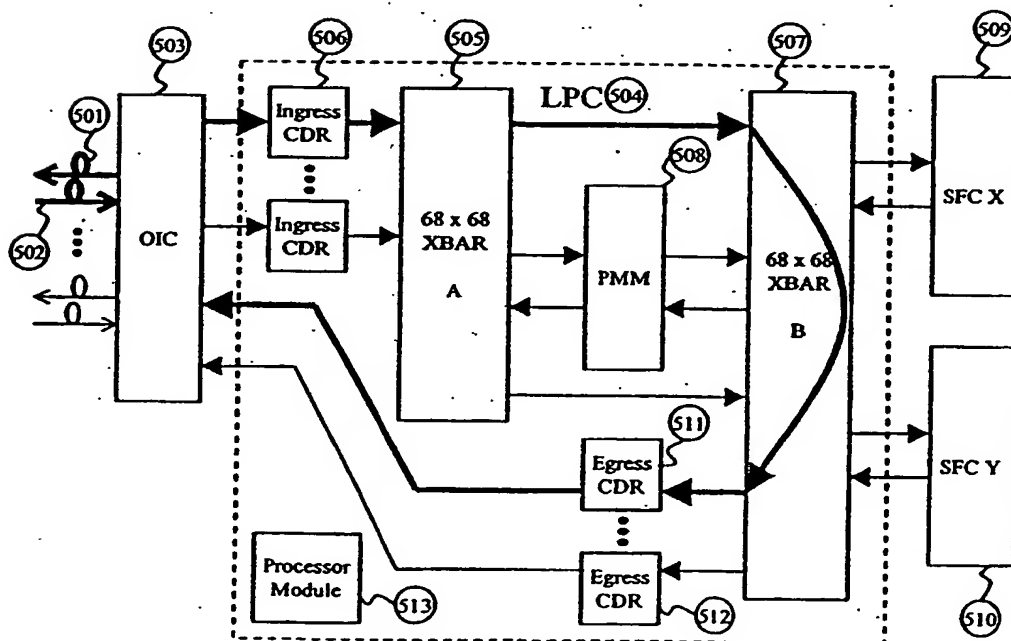 503
506
505
507
509
501
502
OIC
Ingress
CDR
Ingress
CDR
68 x 68
XBAR
A
LPC 504
508
PMM
68 x 68
XBAR
B
SFC X
511
Egress
CDR
Egress
CDR
512
SFC Y
510
Processor
Module
513